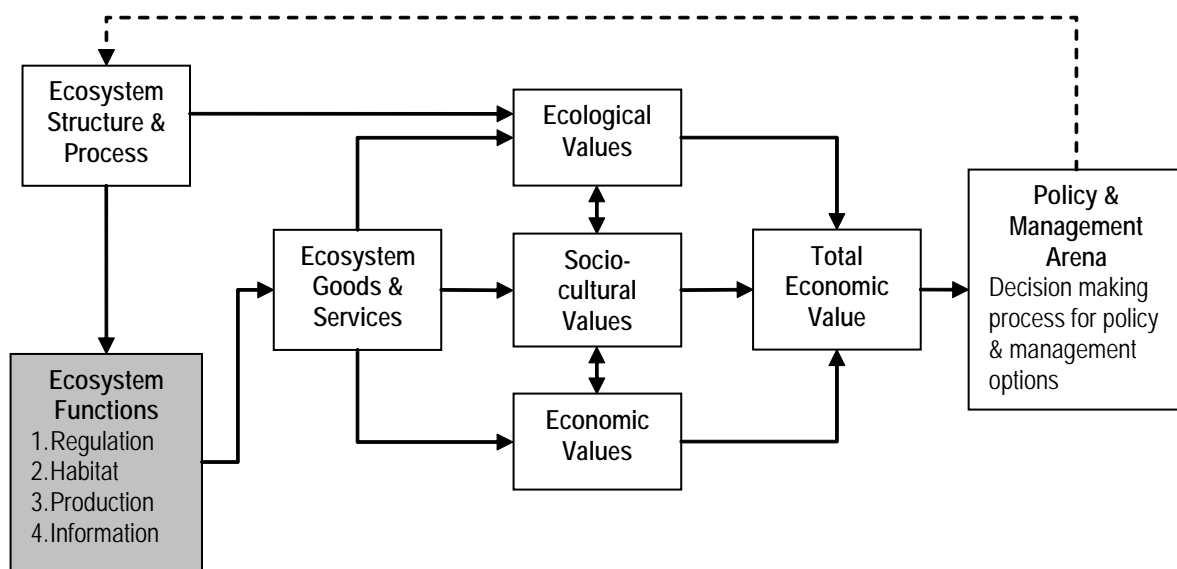 Ecosystem
Structure &
Process
Ecological
Values
Policy &
Management
Arena
Decision making
process for policy
& management
options
Ecosystem
Goods &
Services
Socio-
cultural
Values
Total
Economic
Value
Ecosystem
Functions
1.Regulation
2.Habitat
3.Production
4.Information
Economic
Values